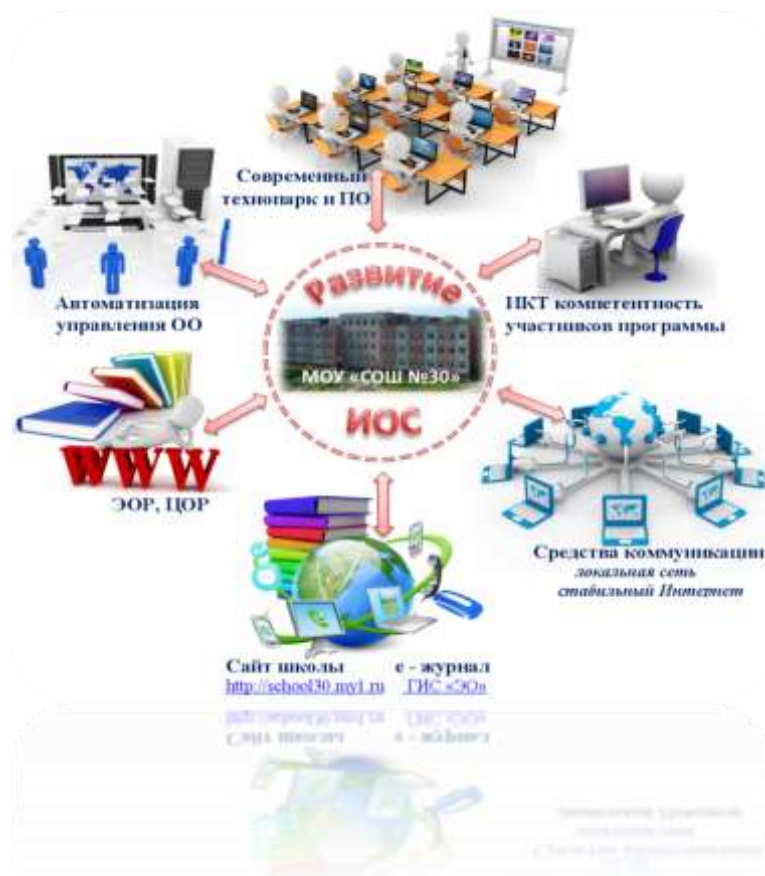 Современный
технопарк и ПО
Автоматизация
управления ОО
Развитие
МОУ «СОШ №30»
ИОС
ИКТ компетентность
участников программы
WWW
ЭОР, ЦОР
Средства коммуникации
локальная сеть
стабильный Интернет
Сайт школы е - журнал
http://school30.my1.ru ГИС «ЭО»